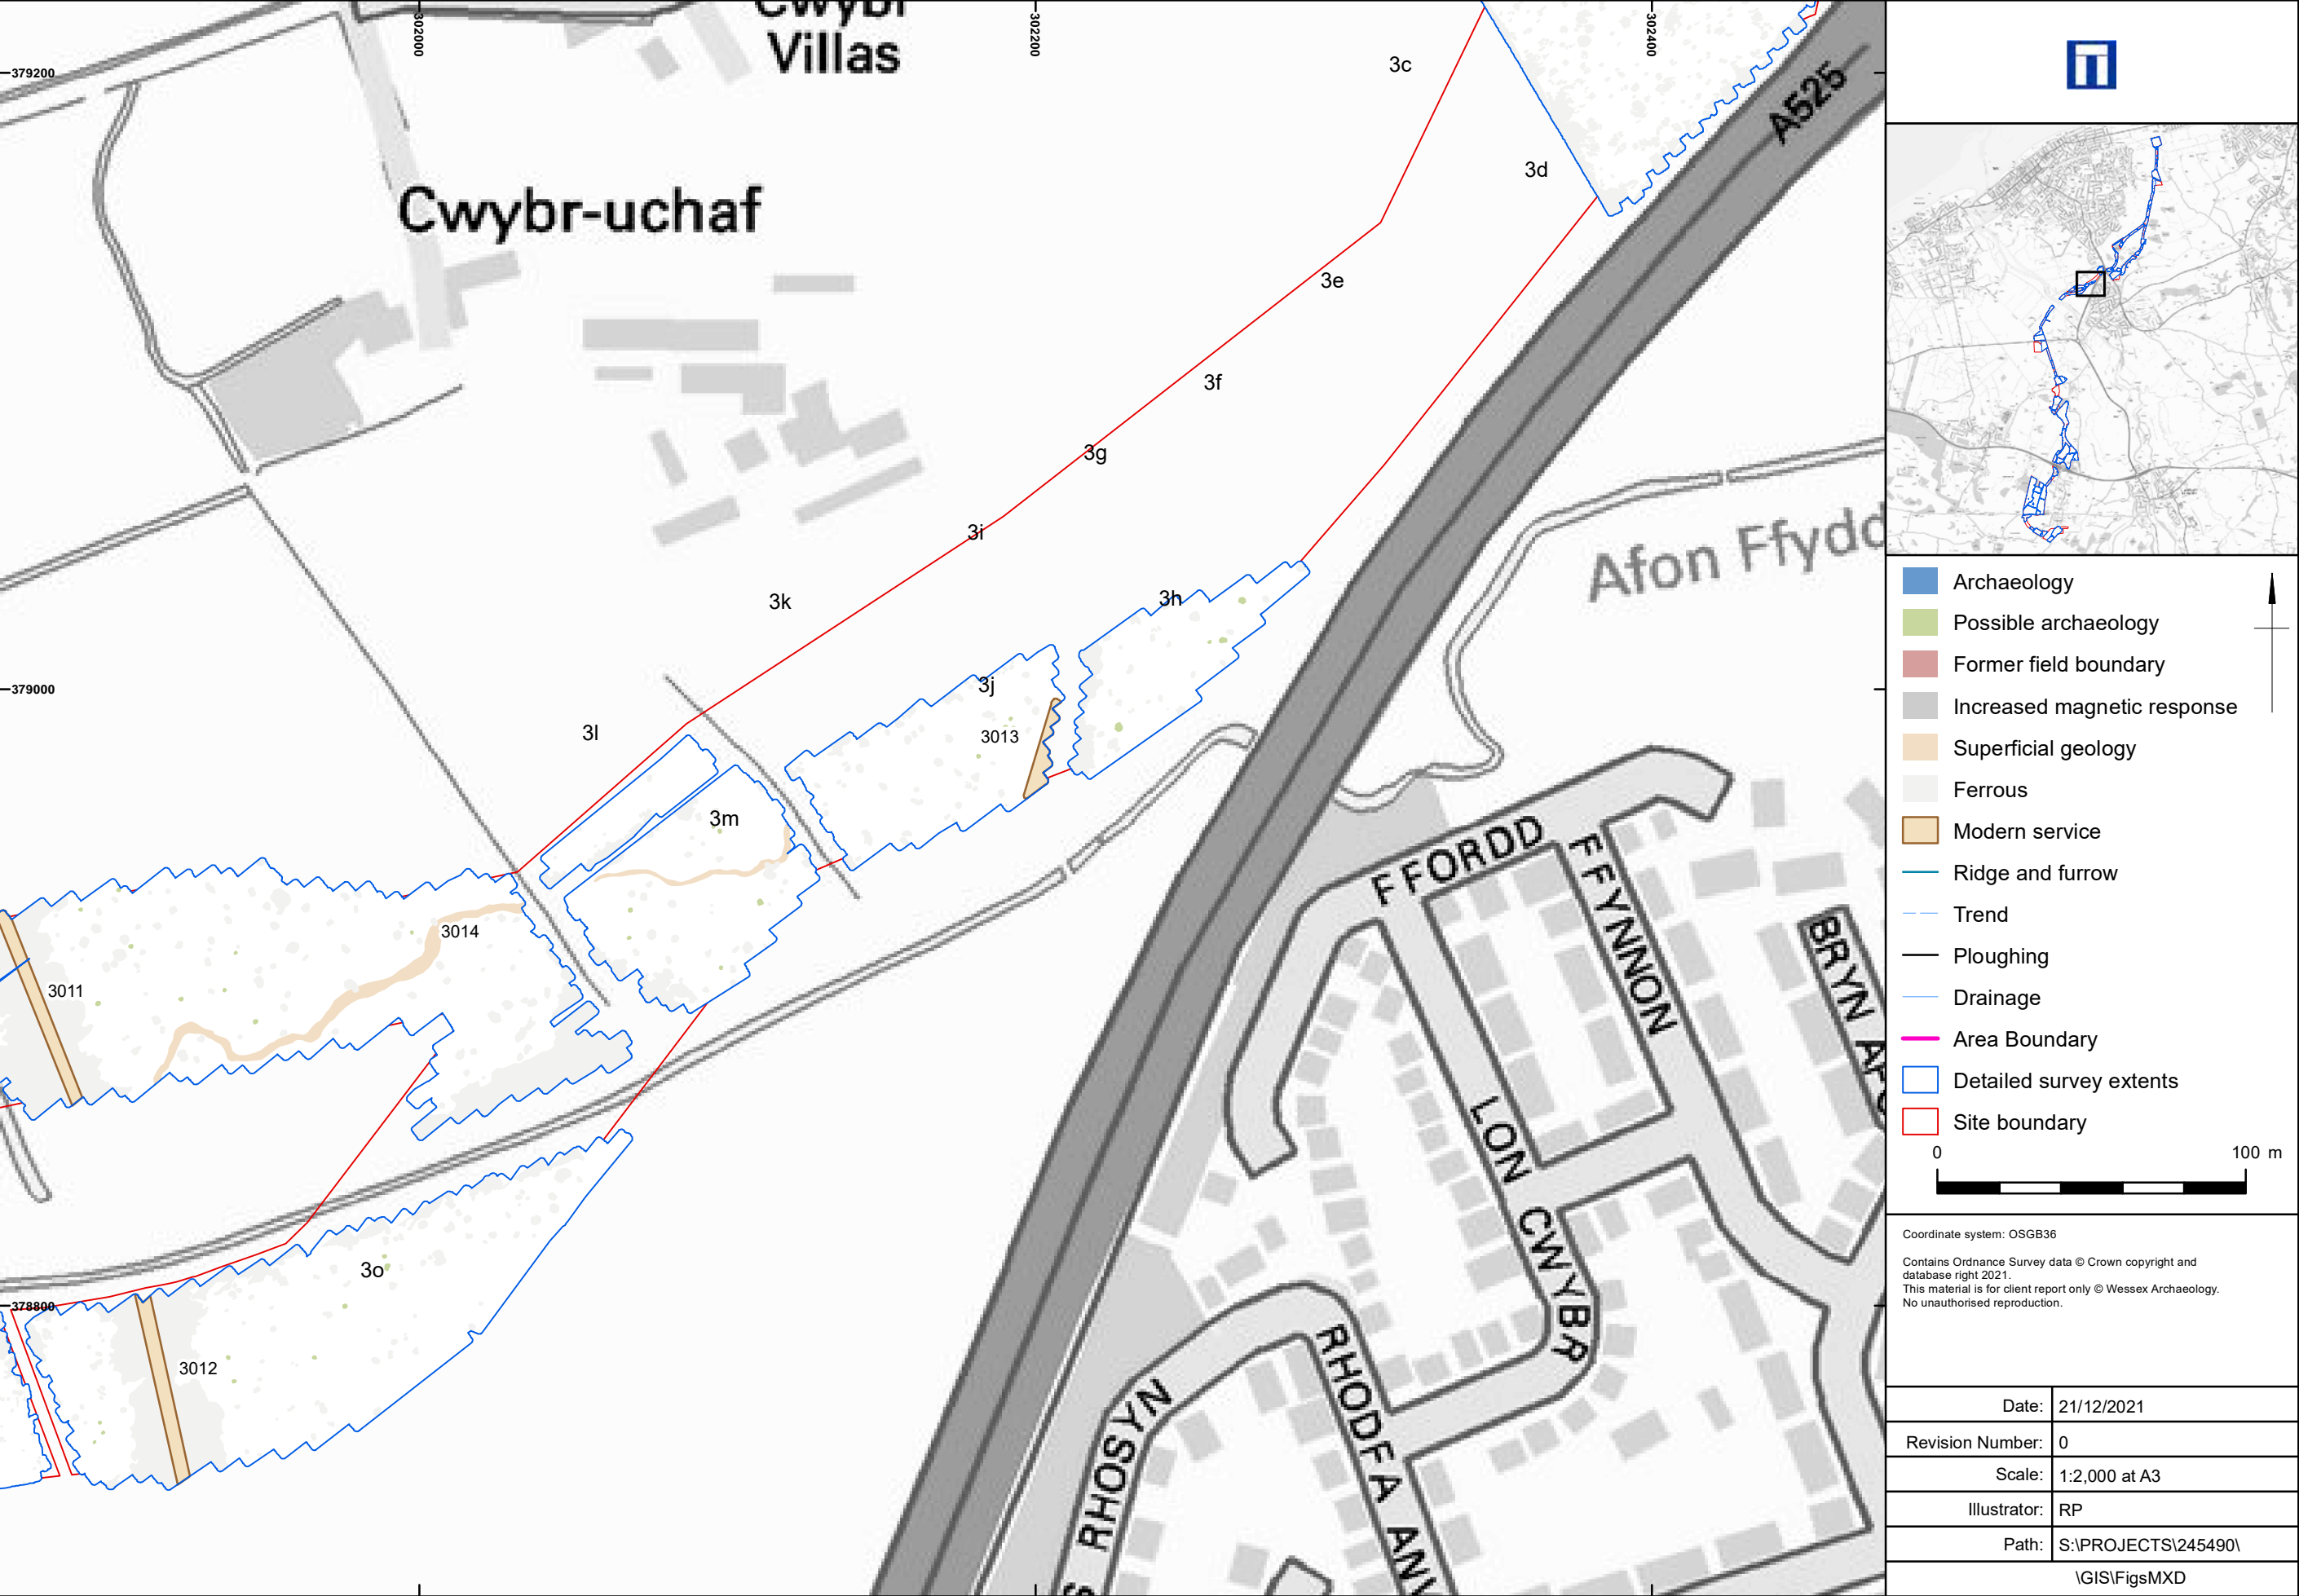 Cwybr
Villas
302000
302200
302400
379200
3c
A525
3d
Cwybr-uchaf
3e
3f
3g
3i
Afon Ffydd
3k
3h
3j
379000
3l
3013
3m
FFORDD
FFYNNON
3014
BRYN
3011
LON CWYBR
3o
378800
3012
RHOSYN
RHODFA ANW
Archaeology
Possible archaeology
Former field boundary
Increased magnetic response
Superficial geology
Ferrous
Modern service
Ridge and furrow
Trend
Ploughing
Drainage
Area Boundary
Detailed survey extents
Site boundary
0 100 m
Coordinate system: OSGB36
Contains Ordnance Survey data © Crown copyright and
database right 2021.
This material is for client report only © Wessex Archaeology.
No unauthorised reproduction.
Date: 21/12/2021
Revision Number: 0
Scale: 1:2,000 at A3
Illustrator: RP
Path: S:\PROJECTS\245490\
\GIS\FigsMXD